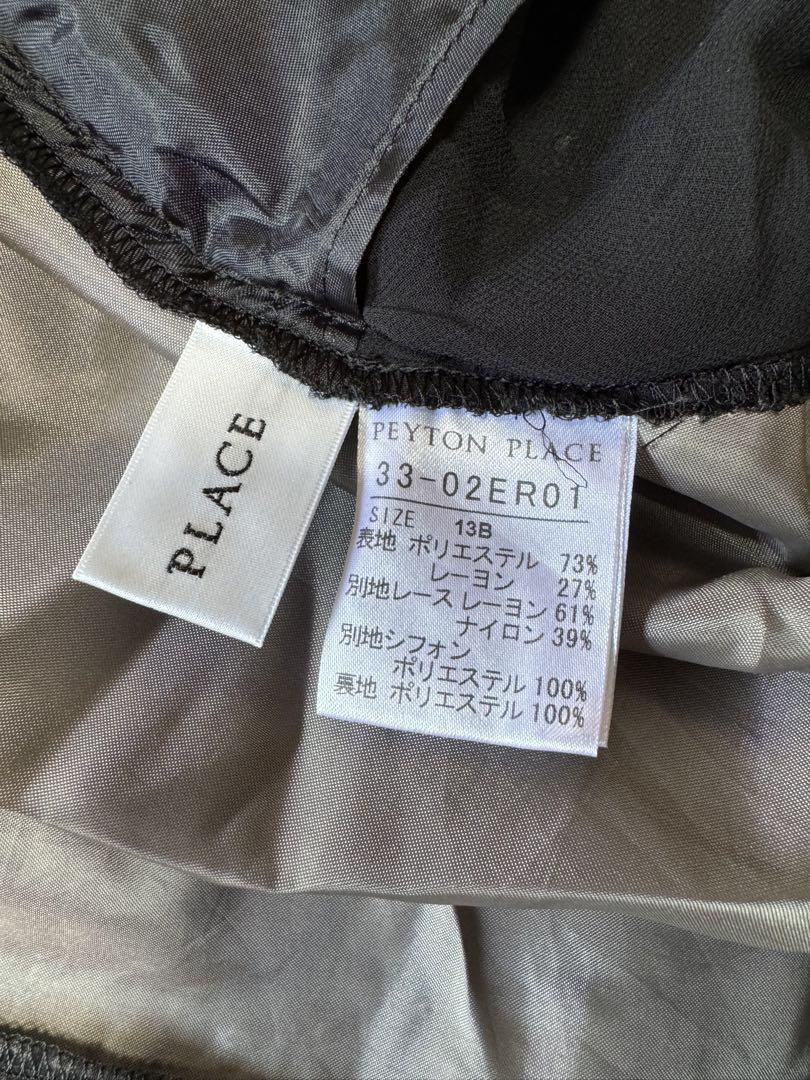 PLACE
PEYTON PLACE
33-02ER01
SIZE 13B
表地 ポリエステル 73%
レーヨン 27%
別地レース レーヨン 61%
ナイロン 39%
別地シフォン
ポリエステル 100%
裏地 ポリエステル 100%